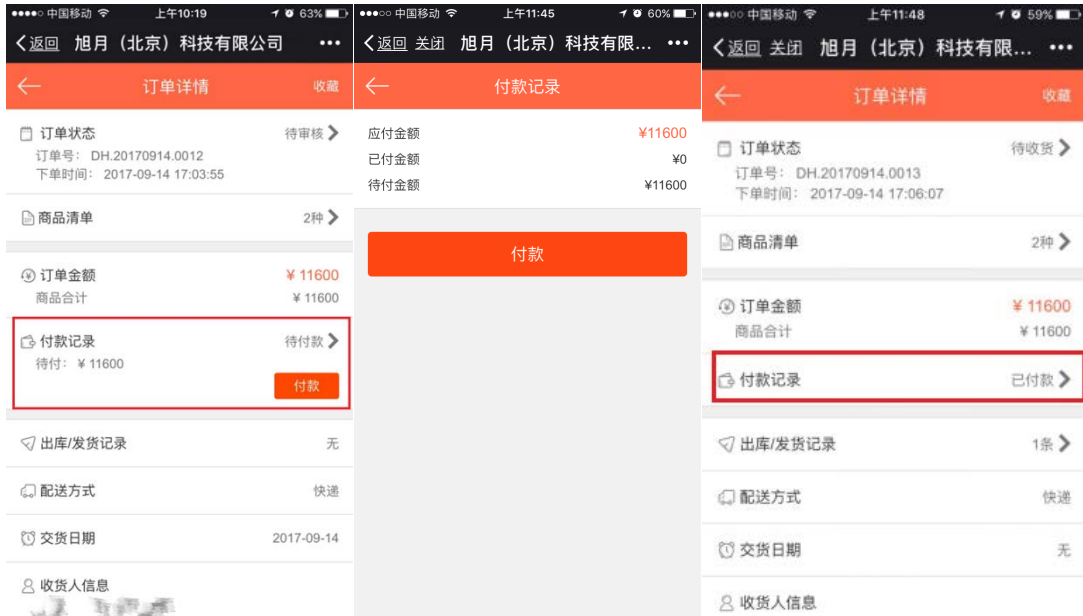 中国移动 上午10:19 63%
返回 旭月（北京）科技有限公司
订单详情 收藏
订单状态 待审核
订单号： DH.20170914.0012
下单时间： 2017-09-14 17:03:55
商品清单 2种
订单金额 ¥ 11600
商品合计 ¥ 11600
付款记录 待付款
待付： ¥ 11600
付款
出库/发货记录 无
配送方式 快递
交货日期 2017-09-14
收货人信息
中国移动 上午11:45 60%
返回 关闭 旭月（北京）科技有限...
付款记录
应付金额 ¥11600
已付金额 ¥0
待付金额 ¥11600
付款
中国移动 上午11:48 59%
返回 关闭 旭月（北京）科技有限...
订单详情 收藏
订单状态 待收货
订单号： DH.20170914.0013
下单时间： 2017-09-14 17:06:07
商品清单 2种
订单金额 ¥ 11600
商品合计 ¥ 11600
付款记录 已付款
出库/发货记录 1条
配送方式 快递
交货日期 无
收货人信息